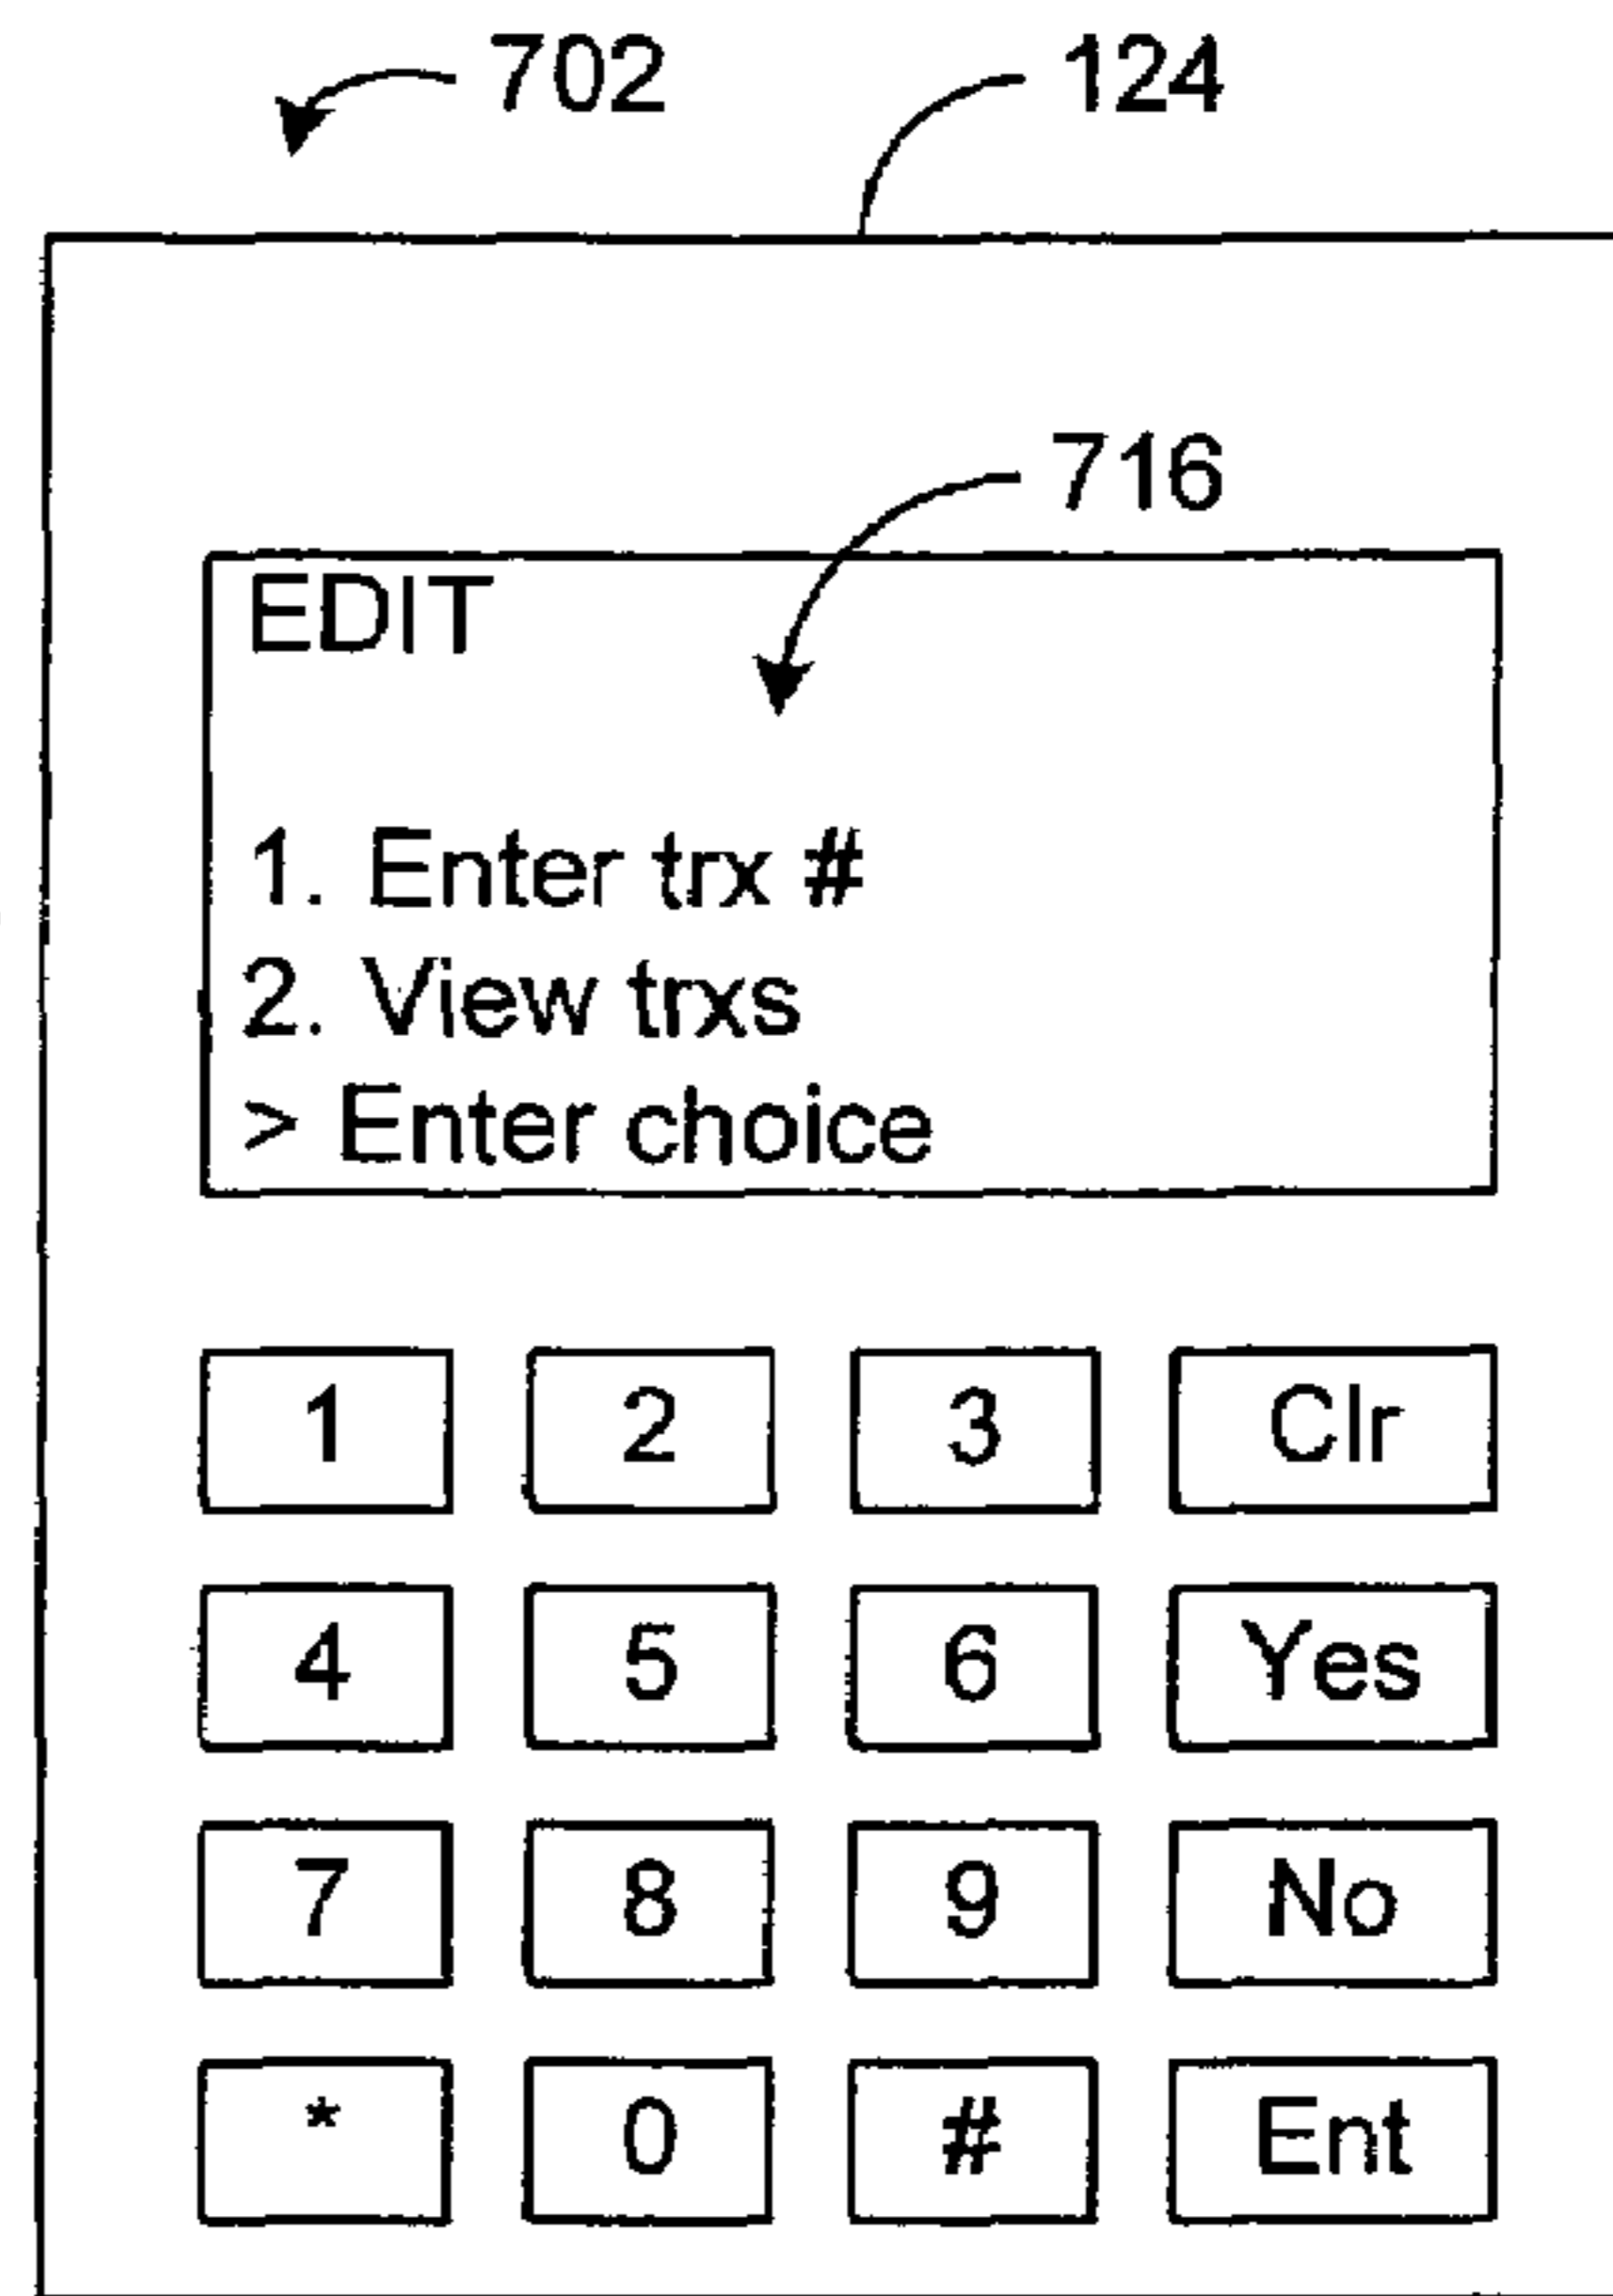 702 124
716
EDIT
1. Enter trx #
2. View trxs
> Enter choice
1 2 3 Clr
4 5 6 Yes
7 8 9 No
* 0 # Ent